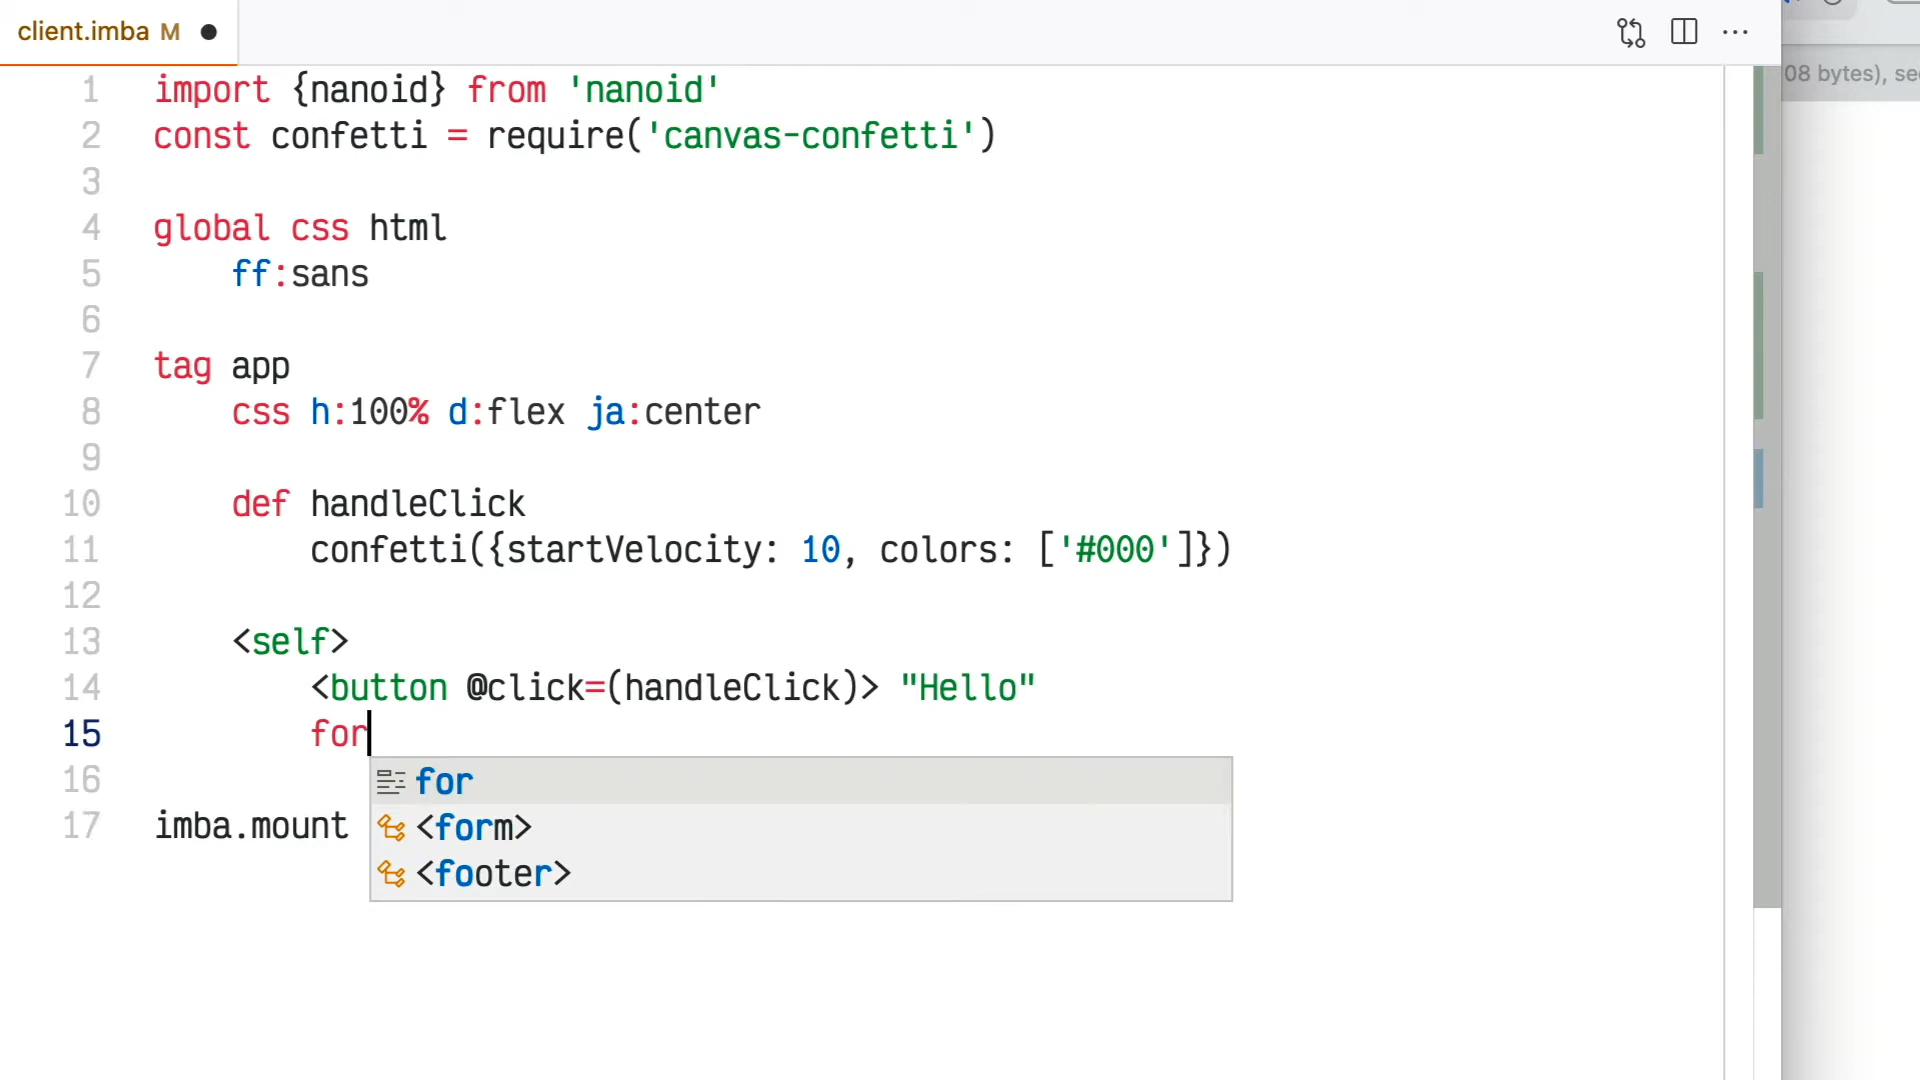 client.imba M
08 bytes), se
1 import {nanoid} from 'nanoid'
2 const confetti = require('canvas-confetti')
3
4 global css html
5 ff:sans
6
7 tag app
8 css h:100% d:flex ja:center
9
10 def handleClick
11 confetti({startVelocity: 10, colors: ['#000']})
12
13 <self>
14 <button @click=(handleClick)> "Hello"
15 for
for
16
<form>
17 imba.mount
<footer>